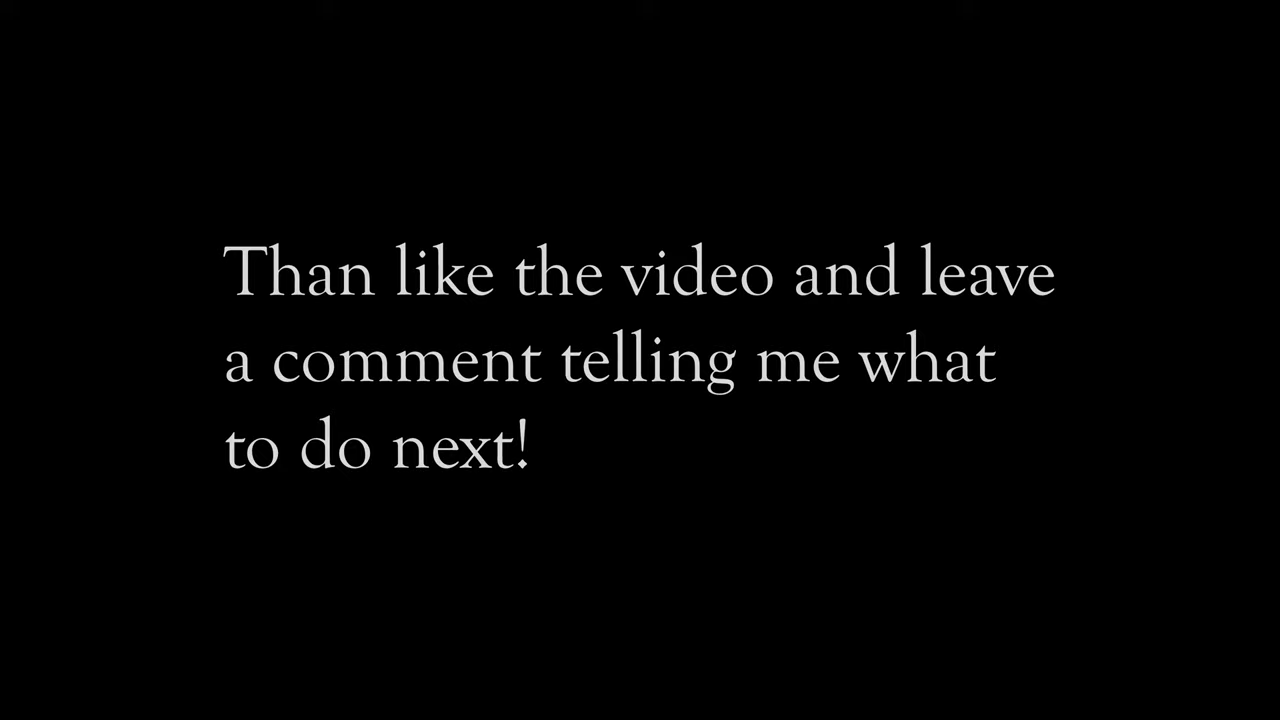 Than like the video and leave
a comment telling me what
to do next!